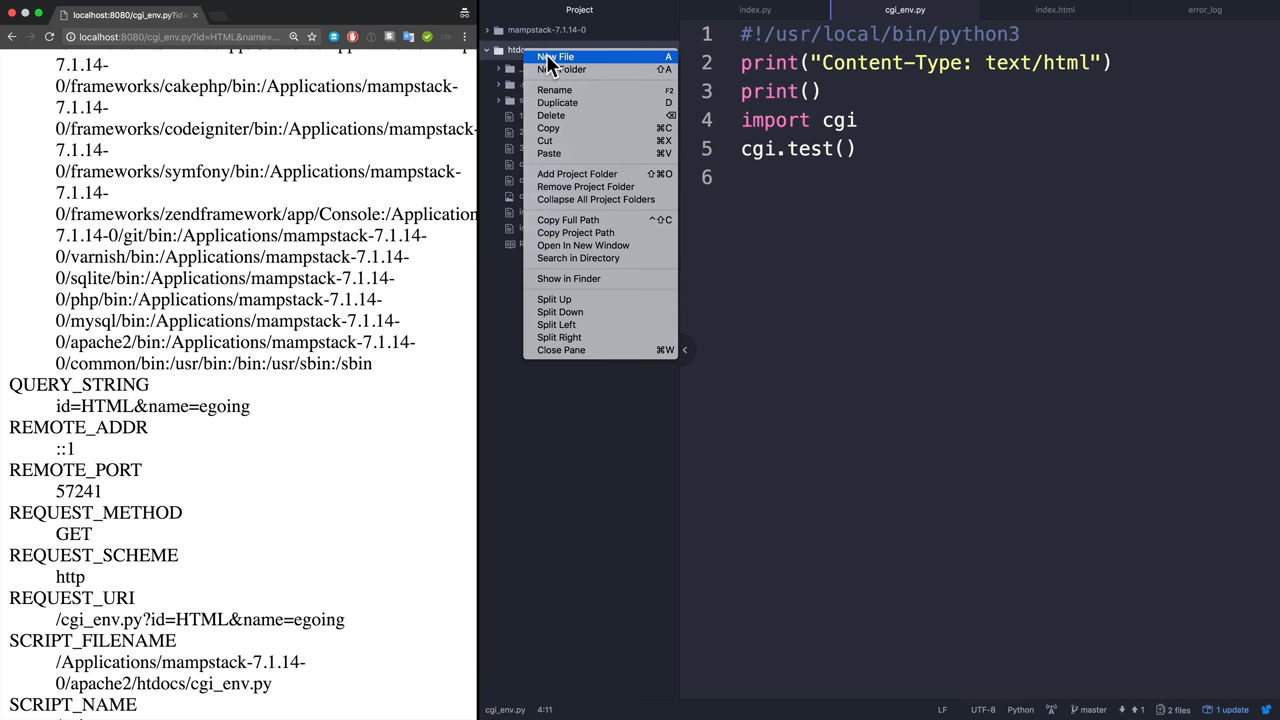 localhost:8080/cgi_env.py?id=
localhost:8080/cgi_env.py?id=HTML&name=...
7.1.14-
0/frameworks/cakephp/bin:/Applications/mampstack-
7.1.14-
0/frameworks/codeigniter/bin:/Applications/mampstack-
7.1.14-
0/frameworks/symfony/bin:/Applications/mampstack-
7.1.14-
0/frameworks/zendframework/app/Console:/Application
7.1.14-0/git/bin:/Applications/mampstack-7.1.14-
0/varnish/bin:/Applications/mampstack-7.1.14-
0/sqlite/bin:/Applications/mampstack-7.1.14-
0/php/bin:/Applications/mampstack-7.1.14-
0/mysql/bin:/Applications/mampstack-7.1.14-
0/apache2/bin:/Applications/mampstack-7.1.14-
0/common/bin:/usr/bin:/bin:/usr/sbin:/sbin
QUERY_STRING
id=HTML&name=egoing
REMOTE_ADDR
::1
REMOTE_PORT
57241
REQUEST_METHOD
GET
REQUEST_SCHEME
http
REQUEST_URI
/cgi_env.py?id=HTML&name=egoing
SCRIPT_FILENAME
/Applications/mampstack-7.1.14-
0/apache2/htdocs/cgi_env.py
SCRIPT_NAME
Project
mampstack-7.1.14-0
New File A
New Folder ⇧A
Rename F2
Duplicate D
Delete ⌫
Copy ⌘C
Cut ⌘X
Paste ⌘V
Add Project Folder ⇧⌘O
Remove Project Folder
Collapse All Project Folders
Copy Full Path ^⇧C
Copy Project Path
Open In New Window
Search in Directory
Show in Finder
Split Up
Split Down
Split Left
Split Right
Close Pane ⌘W
index.py cgi_env.py index.html error_log
1 #!/usr/local/bin/python3
2 print("Content-Type: text/html")
3 print()
4 import cgi
5 cgi.test()
6
cgi_env.py 4:11 LF UTF-8 Python master 1 2 files 1 update